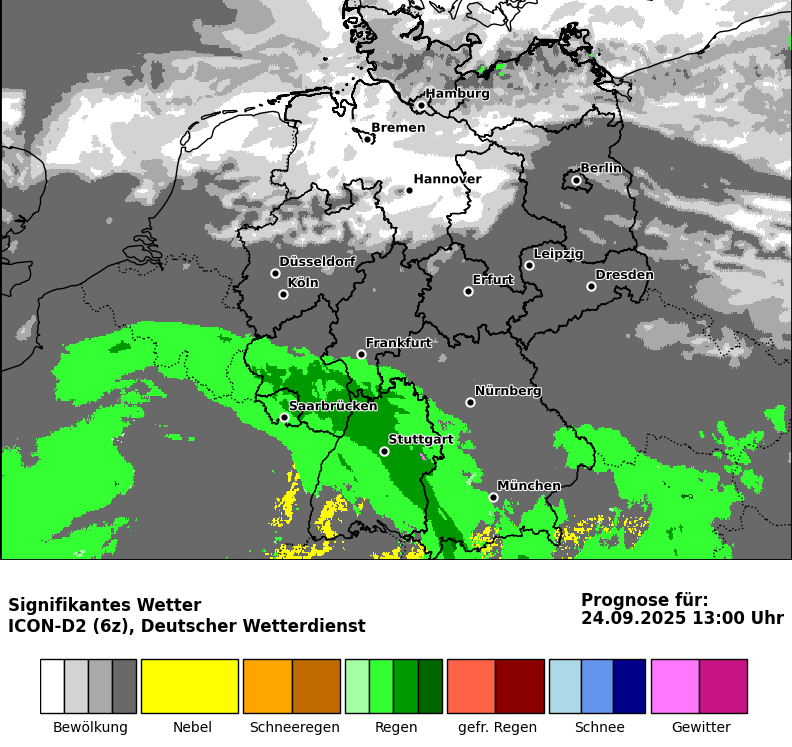 Hamburg
Bremen
Berlin
Hannover
Düsseldorf
Leipzig
Köln
Erfurt
Dresden
Frankfurt
Nürnberg
Saarbrücken
Stuttgart
München
Signifikantes Wetter
ICON-D2 (6z), Deutscher Wetterdienst
Prognose für:
24.09.2025 13:00 Uhr
Bewölkung
Nebel
Schneeregen
Regen
gefr. Regen
Schnee
Gewitter